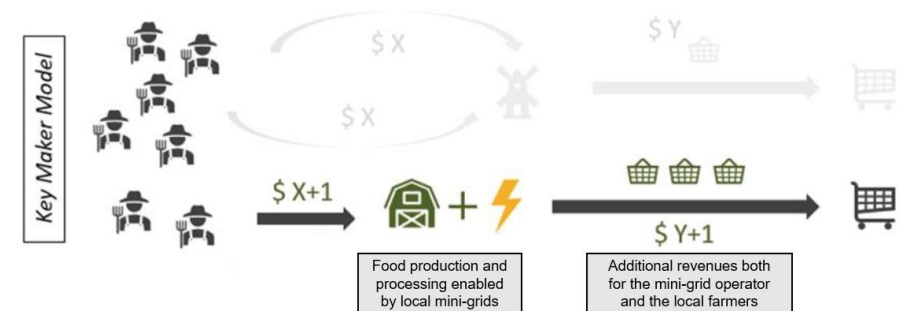 Key Maker Model
$ X
$ Y
$ X
$ X+1
$ Y+1
Food production and
processing enabled
by local mini-grids
Additional revenues both
for the mini-grid operator
and the local farmers